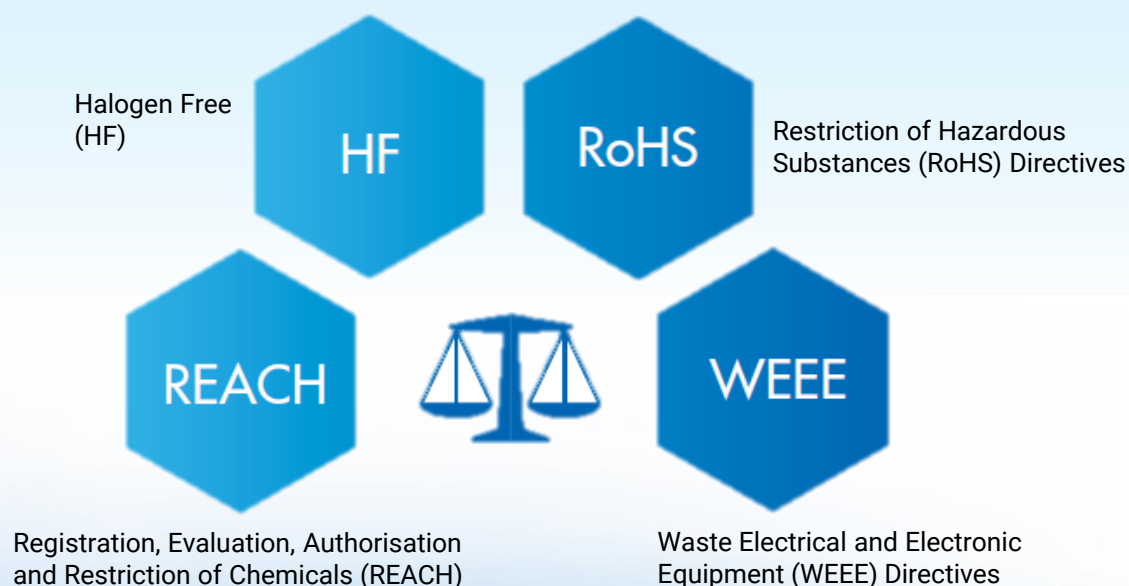 Halogen Free
(HF)
HF
RoHS
Restriction of Hazardous
Substances (RoHS) Directives
REACH
WEEE
Registration, Evaluation, Authorisation
and Restriction of Chemicals (REACH)
Waste Electrical and Electronic
Equipment (WEEE) Directives